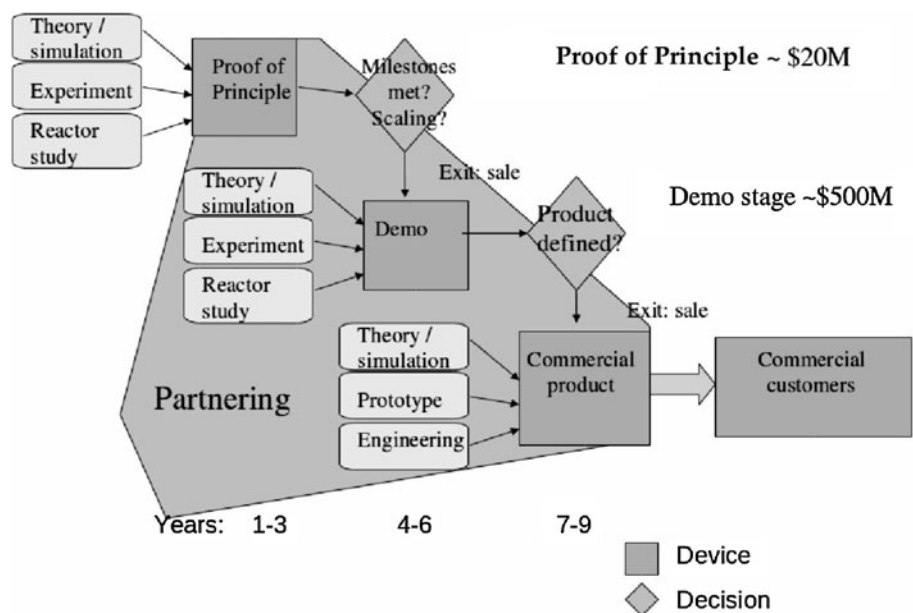 Theory /
simulation
Experiment
Reactor
study
Proof of
Principle
Milestones
met?
Scaling?
Proof of Principle ~ $20M
Exit: sale
Theory /
simulation
Experiment
Reactor
study
Demo
Product
defined?
Demo stage ~$500M
Exit: sale
Theory /
simulation
Prototype
Engineering
Commercial
product
Commercial
customers
Partnering
Years: 1-3 4-6 7-9
Device
Decision